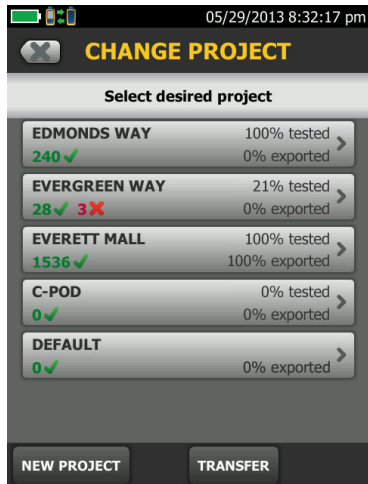 05/29/2013 8:32:17 pm
CHANGE PROJECT
Select desired project
EDMONDS WAY 100% tested
240 0% exported
EVERGREEN WAY 21% tested
28 3 0% exported
EVERETT MALL 100% tested
1536 100% exported
C-POD 0% tested
0 0% exported
DEFAULT
0 0% exported
NEW PROJECT TRANSFER